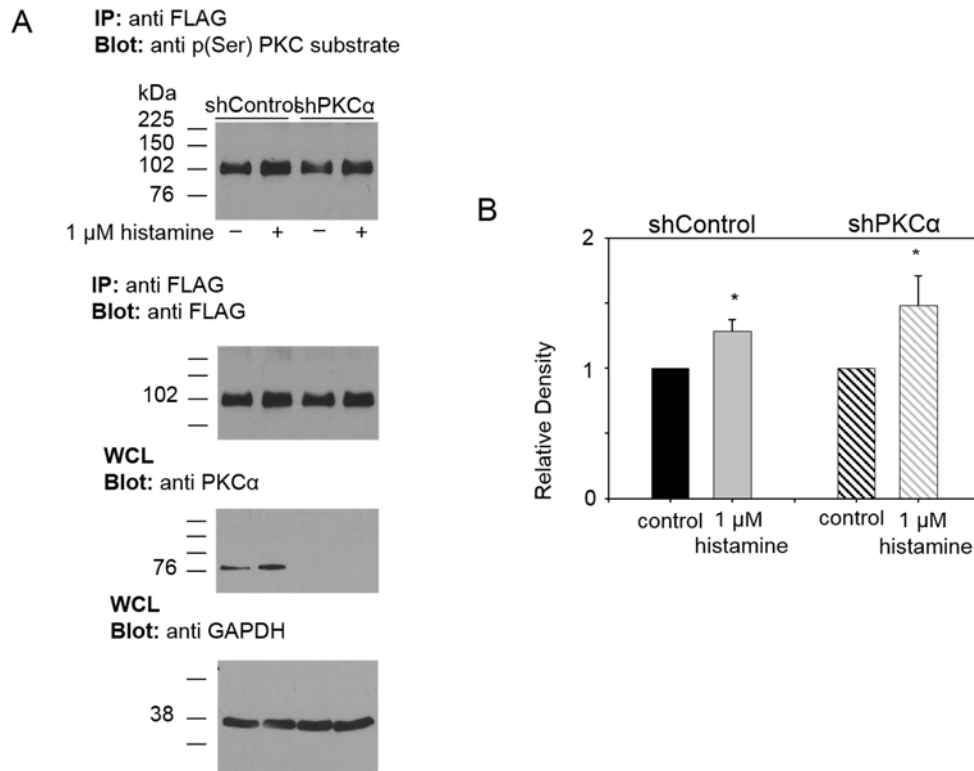 A
IP: anti FLAG
Blot: anti p(Ser) PKC substrate
kDa
shControl shPKCα
225
150
102
76
1 µM histamine − + − +
IP: anti FLAG
Blot: anti FLAG
102
WCL
Blot: anti PKCα
76
WCL
Blot: anti GAPDH
38
B
shControl shPKCα
2
* *
1
0
Relative Density
control 1 µM histamine
control 1 µM histamine